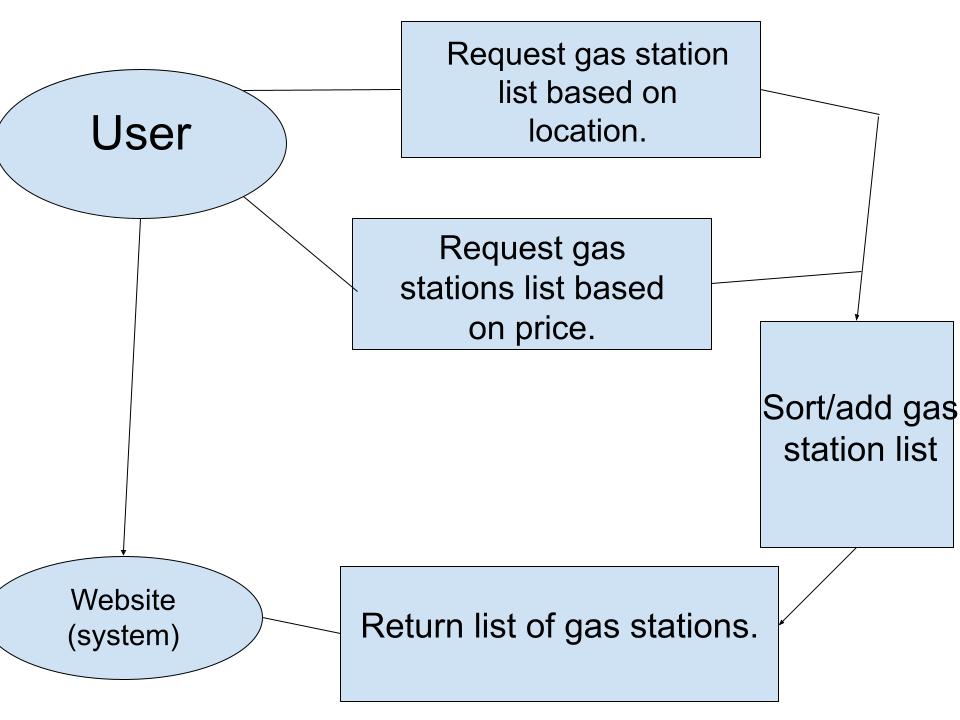 User
Request gas station
list based on
location.
Request gas
stations list based
on price.
Sort/add gas
station list
Website
(system)
Return list of gas stations.